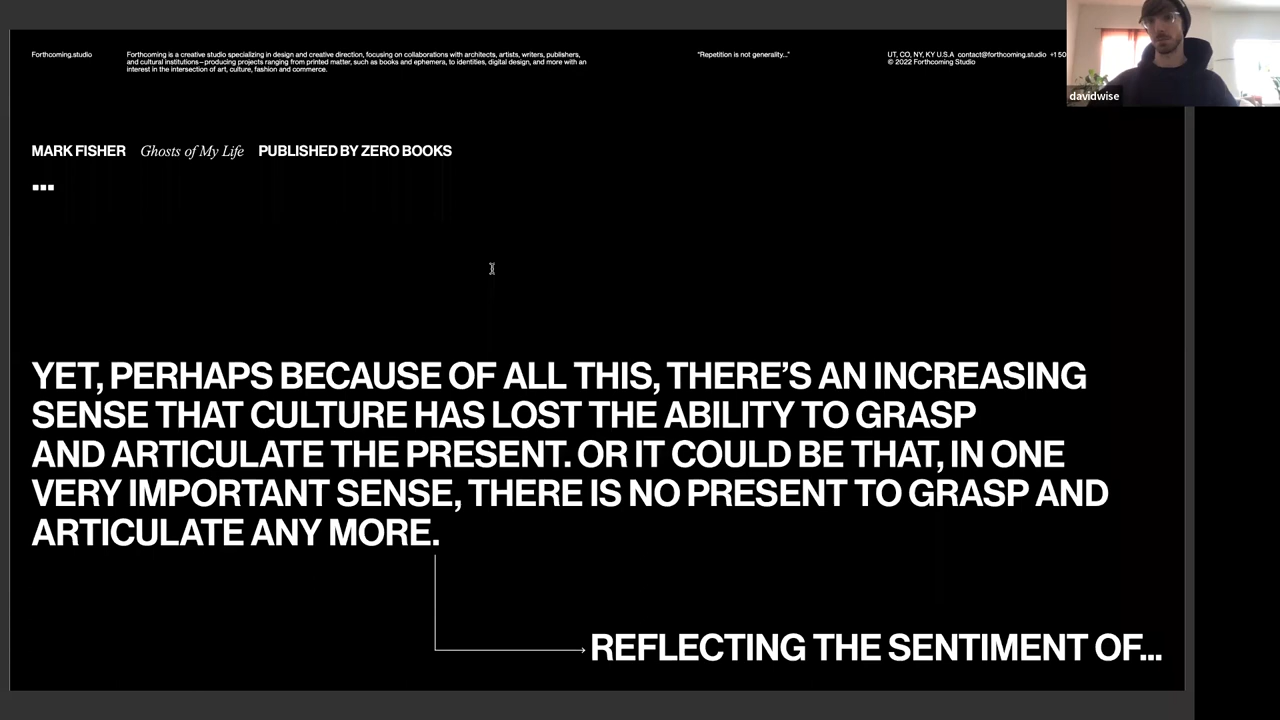 Forthcoming.studio
Forthcoming is a creative studio specializing in design and creative direction, focusing on collaborations with architects, artists, writers, publishers,
and cultural institutions—producing projects ranging from printed matter, such as books and ephemera, to identities, digital design, and more with an
interest in the intersection of art, culture, fashion and commerce.
"Repetition is not generality..."
UT, CO, NY, KY U.S.A contact@forthcoming.studio +1 50
© 2022 Forthcoming Studio
davidwise
MARK FISHER Ghosts of My Life PUBLISHED BY ZERO BOOKS
...
YET, PERHAPS BECAUSE OF ALL THIS, THERE’S AN INCREASING
SENSE THAT CULTURE HAS LOST THE ABILITY TO GRASP
AND ARTICULATE THE PRESENT. OR IT COULD BE THAT, IN ONE
VERY IMPORTANT SENSE, THERE IS NO PRESENT TO GRASP AND
ARTICULATE ANY MORE.
REFLECTING THE SENTIMENT OF...